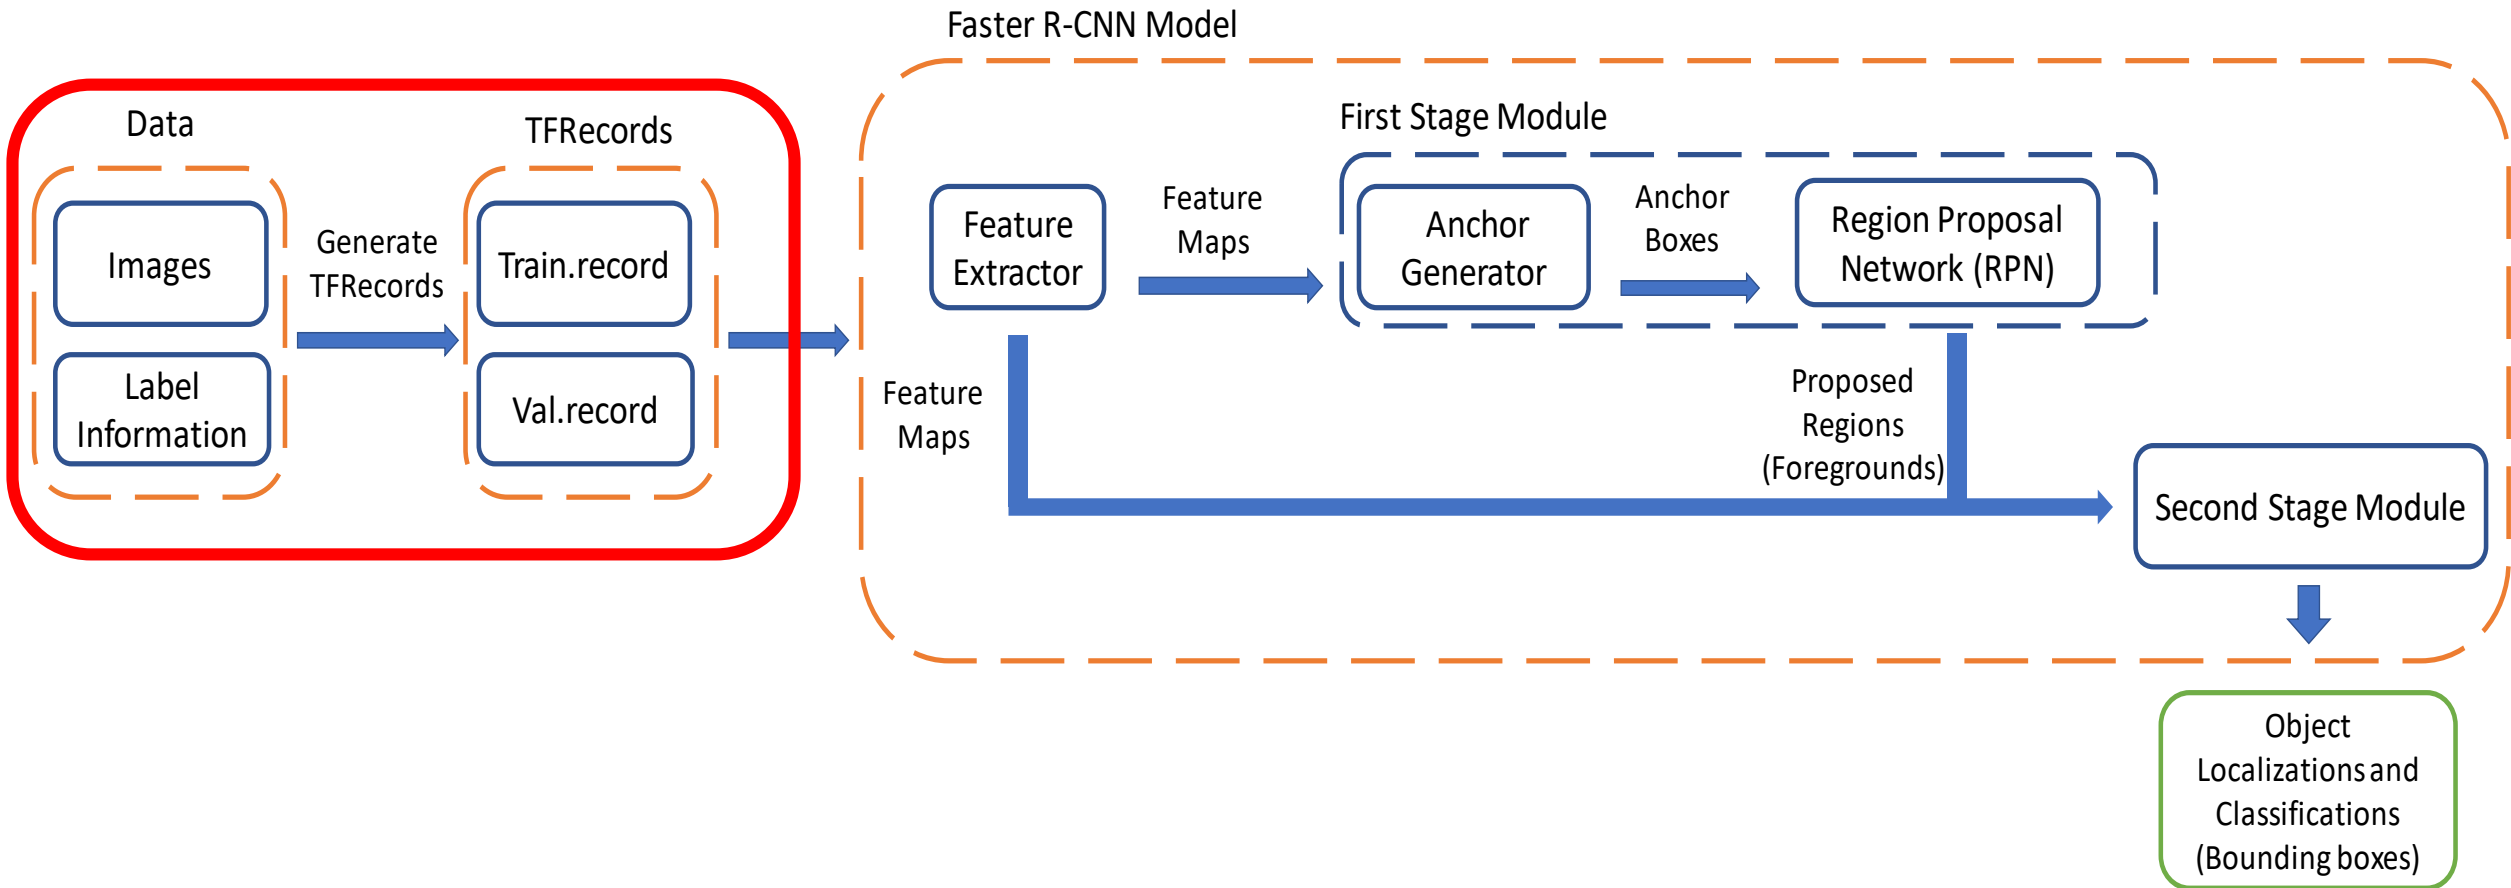 Faster R-CNN Model
Data
TFRecords
Images
Label
Information
Generate
TFRecords
Train.record
Val.record
First Stage Module
Feature
Extractor
Feature
Maps
Anchor
Generator
Anchor
Boxes
Region Proposal
Network (RPN)
Feature
Maps
Proposed
Regions
(Foregrounds)
Second Stage Module
Object
Localizations and
Classifications
(Bounding boxes)